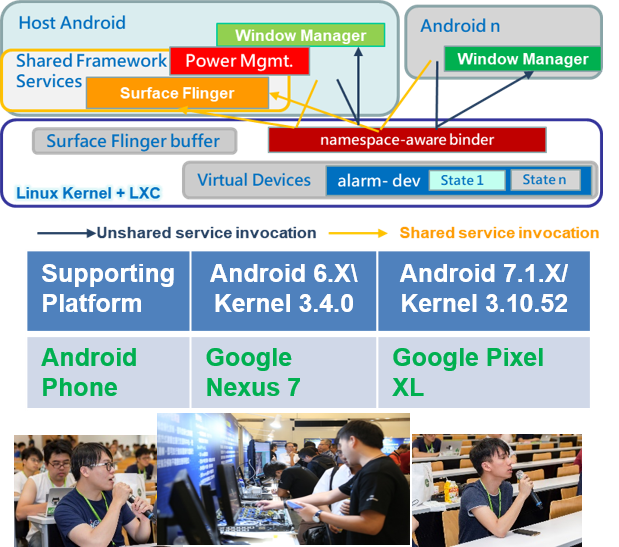 Host Android
Window Manager
Android n
Window Manager
Shared Framework
Services
Power Mgmt.
Surface Flinger
Surface Flinger buffer
namespace-aware binder
Virtual Devices
alarm- dev
State 1
State n
Linux Kernel + LXC
Unshared service invocation
Shared service invocation
Supporting
Platform
Android 6.X\
Kernel 3.4.0
Android 7.1.X/
Kernel 3.10.52
Android
Phone
Google
Nexus 7
Google Pixel
XL